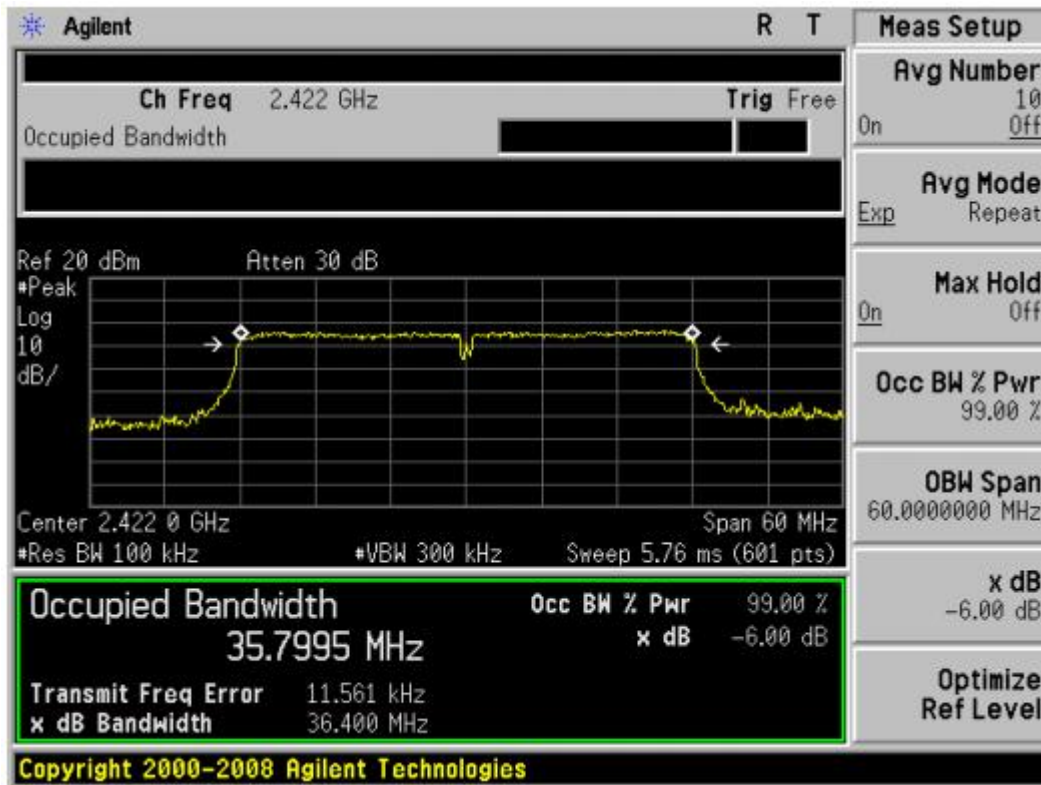 Agilent R T
Ch Freq 2.422 GHz Trig Free
Occupied Bandwidth
Ref 20 dBm Atten 30 dB
#Peak
Log
10
dB/
Center 2.422 0 GHz Span 60 MHz
#Res BW 100 kHz #VBW 300 kHz Sweep 5.76 ms (601 pts)
Occupied Bandwidth Occ BW % Pwr 99.00 %
35.7995 MHz x dB -6.00 dB
Transmit Freq Error 11.561 kHz
x dB Bandwidth 36.400 MHz
Copyright 2000-2008 Agilent Technologies
Meas Setup
Avg Number
10
On Off
Avg Mode
Exp Repeat
Max Hold
On Off
Occ BW % Pwr
99.00 %
OBW Span
60.0000000 MHz
x dB
-6.00 dB
Optimize
Ref Level